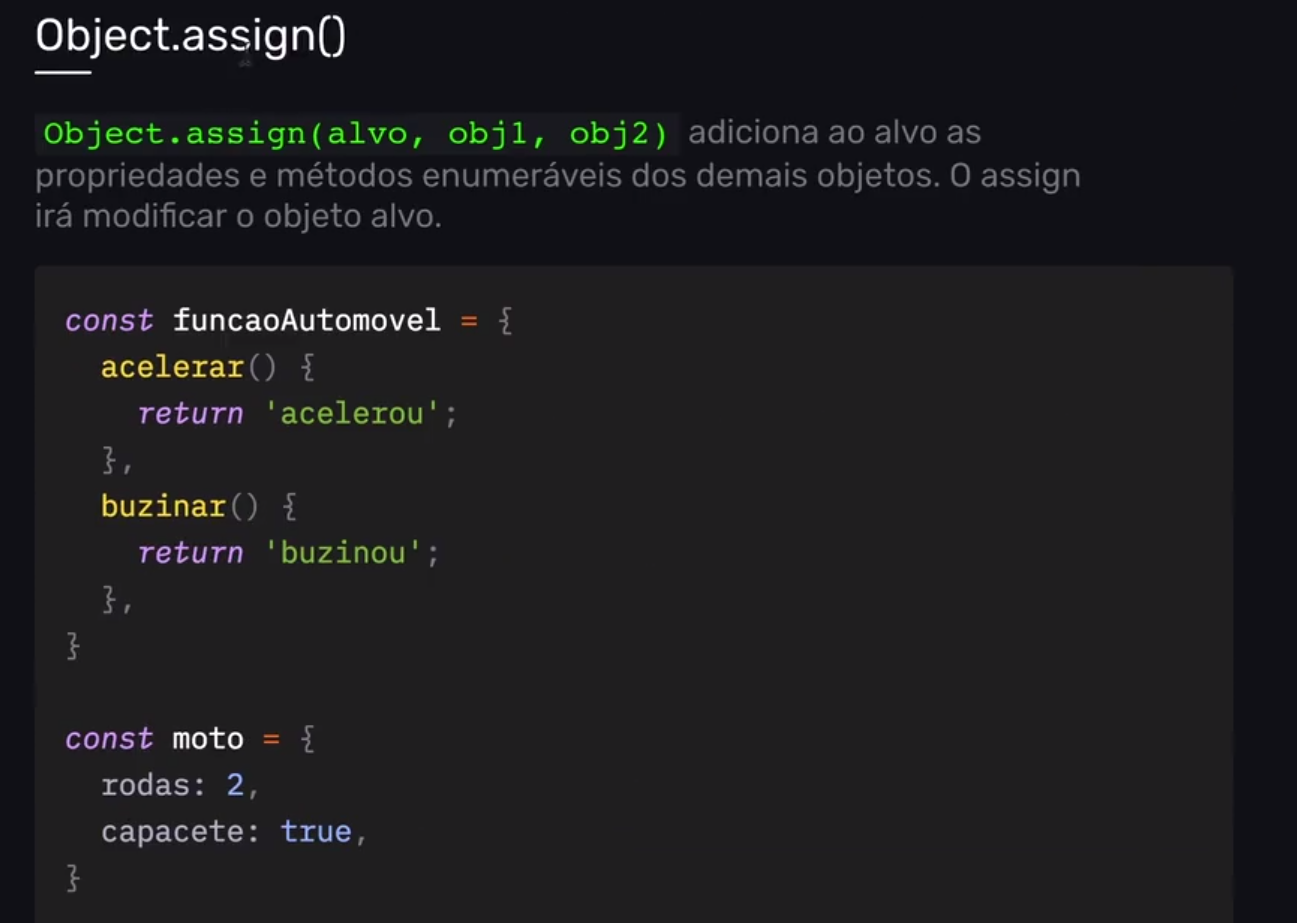 Object.assign()
Object.assign(alvo, obj1, obj2) adiciona ao alvo as
propriedades e métodos enumeráveis dos demais objetos. O assign
irá modificar o objeto alvo.
const funcaoAutomovel = {
  acelerar() {
    return 'acelerou';
  },
  buzinar() {
    return 'buzinou';
  },
}
const moto = {
  rodas: 2,
  capacete: true,
}